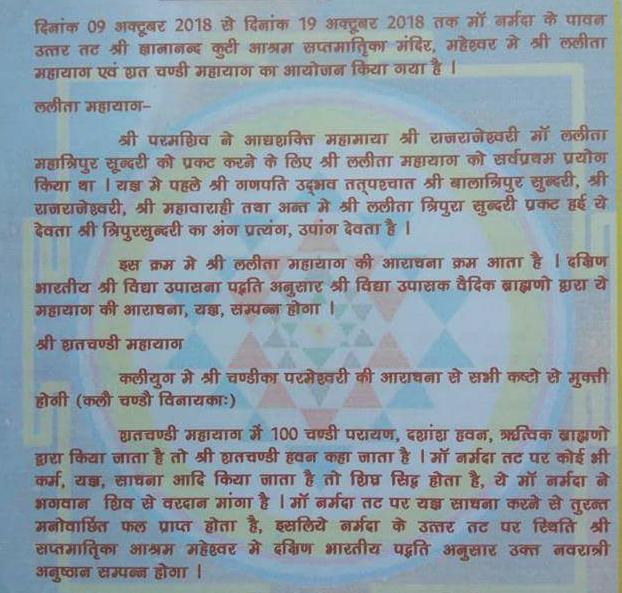 दिनांक 09 अक्टूबर 2018 से दिनांक 19 अक्टूबर 2018 तक माँ नर्मदा के पावन
उत्तर तट श्री ज्ञानानन्द कुटी आश्रम सप्तमातृिका मंदिर, महेश्वर मे श्री ललीता
महायाग एवं शत चण्डी महायाग का आयोजन किया गया है ।
ललीता महायाग–
श्री परमशिव ने आधशक्ति महामाया श्री राजराजेश्वरी माँ ललीता
महात्रिपुर सून्दरी को प्रकट करने के लिए श्री ललीता महायाग को सर्वप्रथम प्रयोग
किया था । यज्ञ मे पहले श्री गणपति उद्भव तत्पश्चात श्री बालात्रिपुर सुन्दरी, श्री
राजराजेश्वरी, श्री महावाराही तथा अन्त मे श्री ललीता त्रिपुरा सुन्दरी प्रकट हई ये
देवता श्री त्रिपुरसुन्दरी का अंग प्रत्यंग, उपांग देवता है ।
इस क्रम मे श्री ललीता महायाग की आराधना क्रम आता है । दक्षिण
भारतीय श्री विद्या उपासना पद्धति अनुसार श्री विद्या उपासक वैदिक ब्राह्मणो द्वारा ये
महायाग की आराधना, यज्ञ, सम्पन्न होगा ।
श्री शतचण्डी महायाग
कलीयुग मे श्री चण्डीका परमेश्वरी की आराधना से सभी कष्टो से मुक्ती
होगी (कलौ चण्डौ विनायकाः)
शतचण्डी महायाग में 100 चण्डी परायण, दशांश हवन, ऋत्विक ब्राह्मणो
द्वारा किया जाता है तो श्री शतचण्डी हवन कहा जाता है । माँ नर्मदा तट पर कोई भी
कर्म, यज्ञ, साधना आदि किया जाता है तो शिघ्र सिद्ध होता है, ये माँ नर्मदा ने
भगवान शिव से वरदान मांगा है । माँ नर्मदा तट पर यज्ञ साधना करने से तुरन्त
मनोवांछित फल प्राप्त होता है, इसलिये नर्मदा के उत्तर तट पर स्थिति श्री
सप्तमातृिका आश्रम महेश्वर मे दक्षिण भारतीय पद्धति अनुसार उक्त नवरात्री
अनुष्ठान सम्पन्न होगा ।